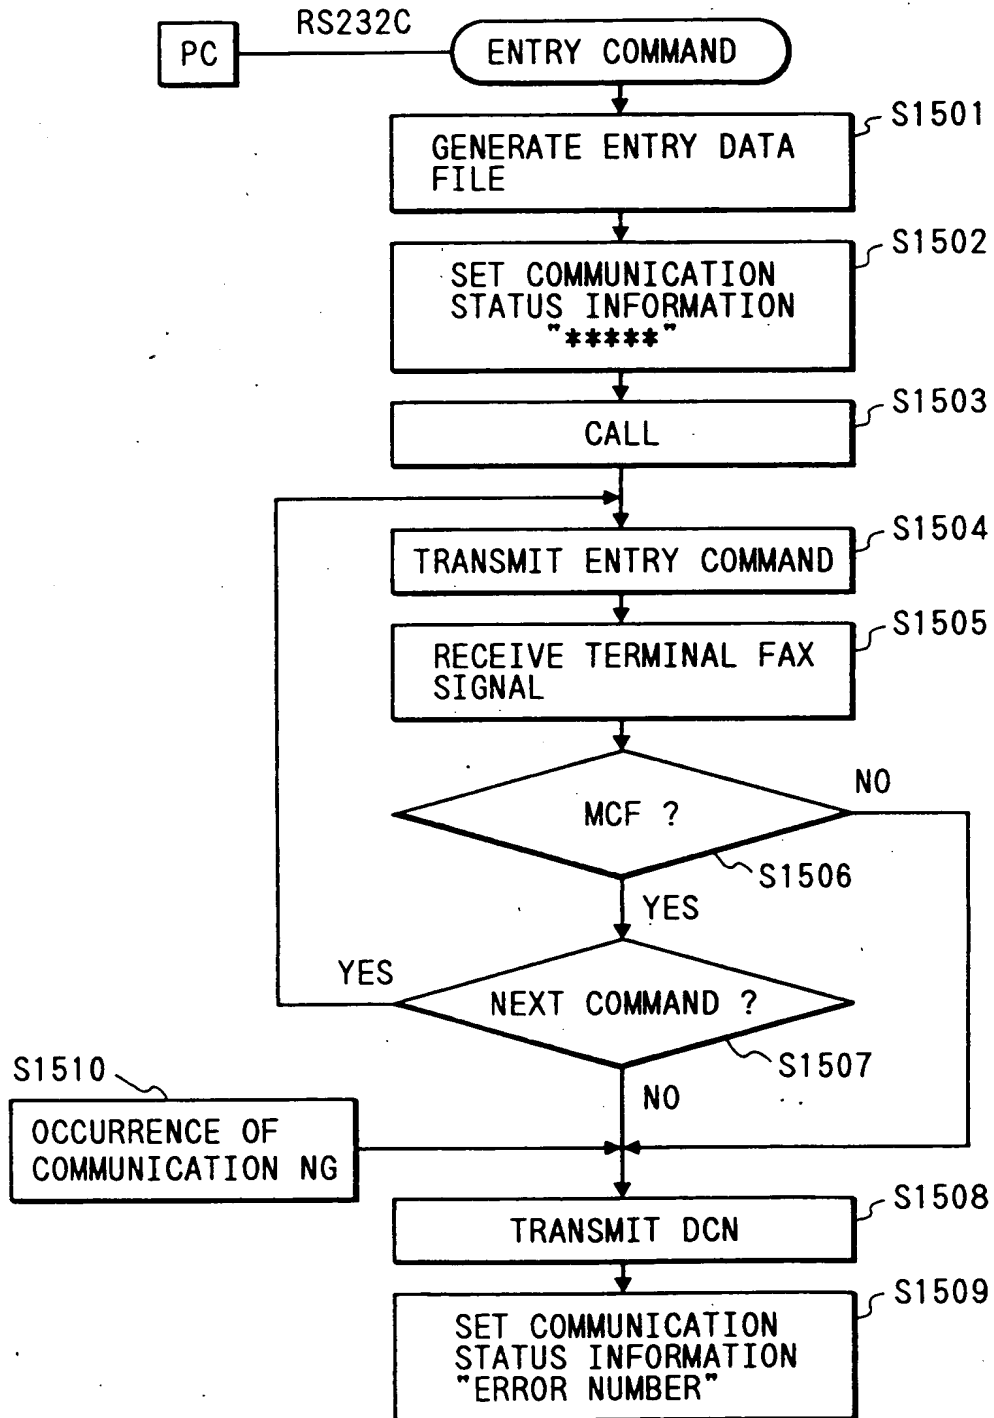 RS232C
PC
ENTRY COMMAND
S1501
GENERATE ENTRY DATA
FILE
S1502
SET COMMUNICATION
STATUS INFORMATION
"*****"
S1503
CALL
S1504
TRANSMIT ENTRY COMMAND
S1505
RECEIVE TERMINAL FAX
SIGNAL
NO
MCF ?
S1506
YES
YES
NEXT COMMAND ?
S1507
S1510
NO
OCCURRENCE OF
COMMUNICATION NG
S1508
TRANSMIT DCN
S1509
SET COMMUNICATION
STATUS INFORMATION
"ERROR NUMBER"